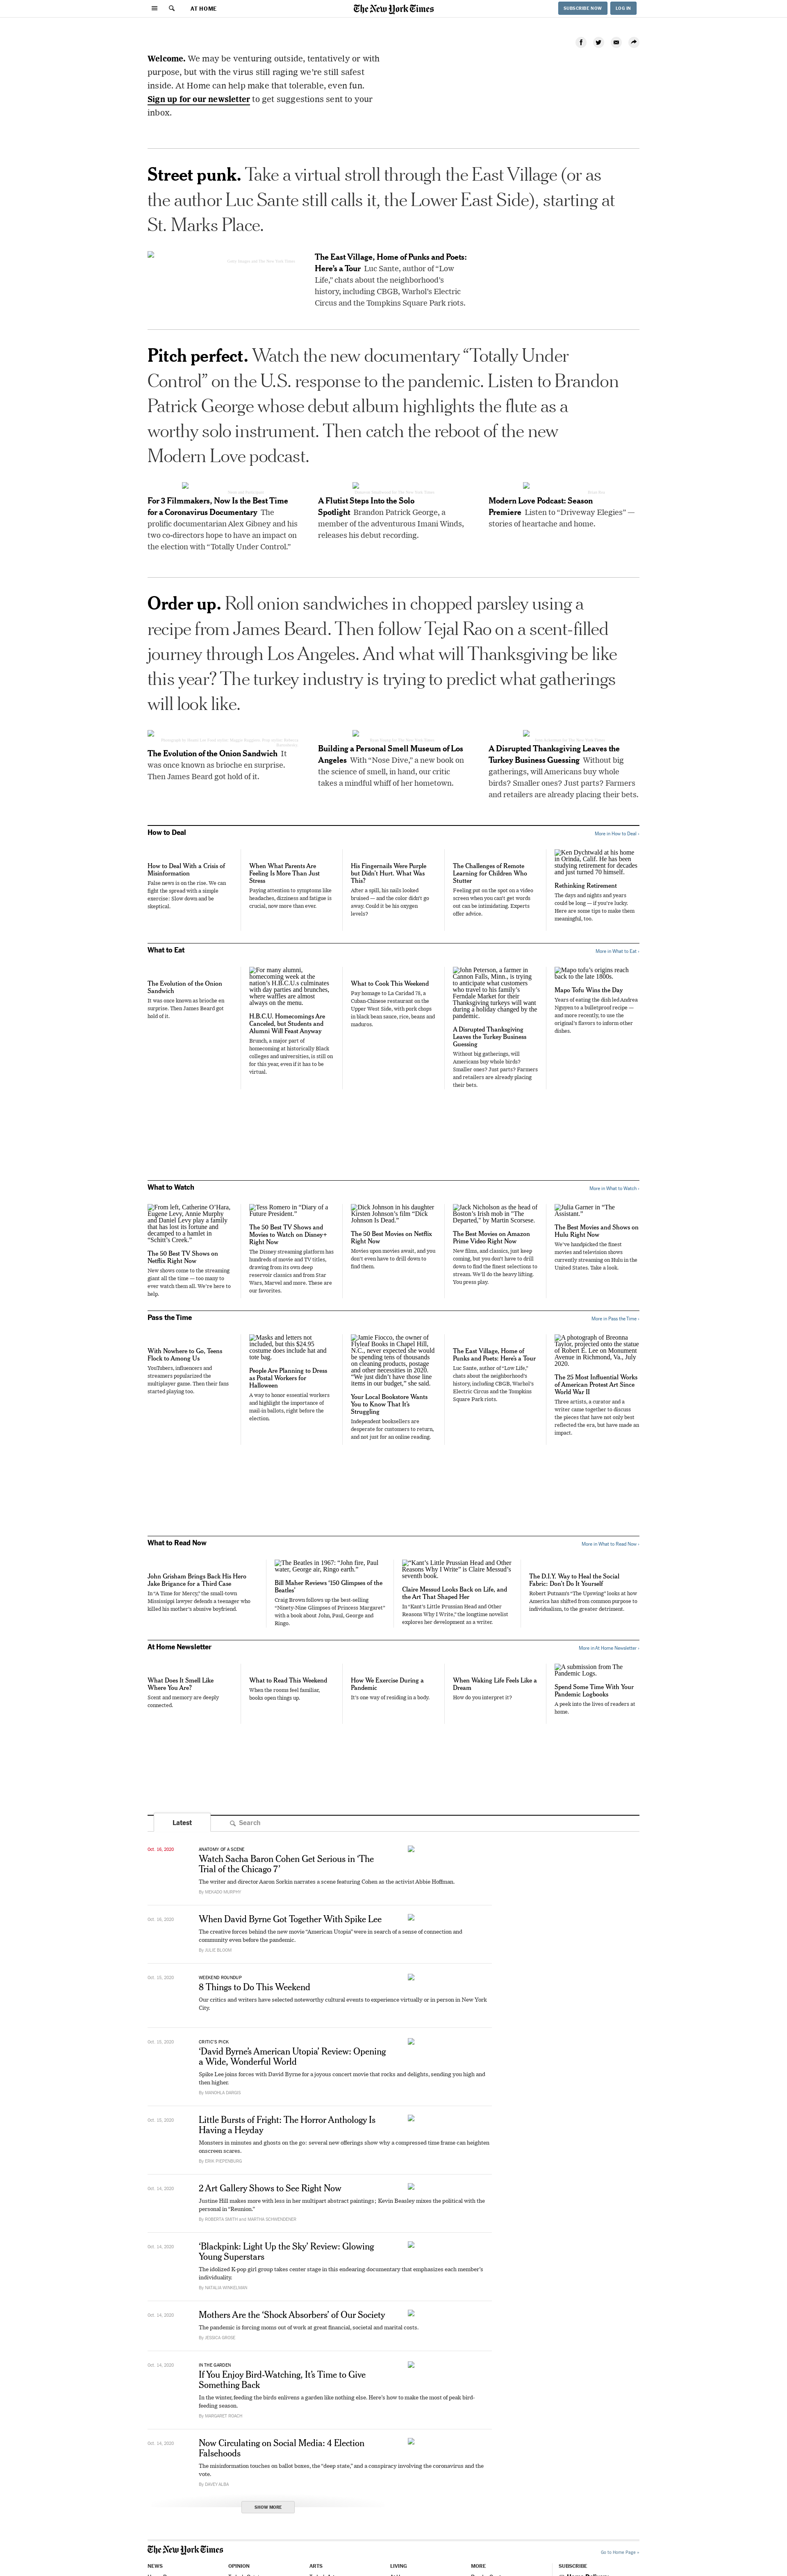 AT HOME
The New York Times
SUBSCRIBE NOW
LOG IN
Welcome. We may be venturing outside, tentatively or with
purpose, but with the virus still raging we're still safest
inside. At Home can help make that tolerable, even fun.
Sign up for our newsletter to get suggestions sent to your
inbox.
Street punk. Take a virtual stroll through the East Village (or as
the author Luc Sante still calls it, the Lower East Side), starting at
St. Marks Place.
The East Village, Home of Punks and Poets:
Here's a Tour Luc Sante, author of "Low
Life," chats about the neighborhood's
history, including CBGB, Warhol's Electric
Circus and the Tompkins Square Park riots.
Pitch perfect. Watch the new documentary “Totally Under
Control” on the U.S. response to the pandemic. Listen to Brandon
Patrick George whose debut album highlights the flute as a
worthy solo instrument. Then catch the reboot of the new
Modern Love podcast.
For 3 Filmmakers, Now Is the Best Time
for a Coronavirus Documentary The
prolific documentarian Alex Gibney and his
two co-directors hope to have an impact on
the election with “Totally Under Control.”
A Flutist Steps Into the Solo
Spotlight Brandon Patrick George, a
member of the adventurous Imani Winds,
releases his debut recording.
Modern Love Podcast: Season
Premiere Listen to “Driveway Elegies” —
stories of heartache and home.
Order up. Roll onion sandwiches in chopped parsley using a
recipe from James Beard. Then follow Tejal Rao on a scent-filled
journey through Los Angeles. And what will Thanksgiving be like
this year? The turkey industry is trying to predict what gatherings
will look like.
The Evolution of the Onion Sandwich It
was once known as brioche en surprise.
Then James Beard got hold of it.
Building a Personal Smell Museum of Los
Angeles With “Nose Dive,” a new book on
the science of smell, in hand, our critic
takes a mindful whiff of her hometown.
A Disrupted Thanksgiving Leaves the
Turkey Business Guessing Without big
gatherings, will Americans buy whole
birds? Smaller ones? Just parts? Farmers
and retailers are already placing their bets.
How to Deal
More in How to Deal ›
How to Deal With a Crisis of
Misinformation
False news is on the rise. We can
fight the spread with a simple
exercise: Slow down and be
skeptical.
When What Parents Are
Feeling Is More Than Just
Stress
Paying attention to symptoms like
headaches, dizziness and fatigue is
crucial, now more than ever.
His Fingernails Were Purple
but Didn't Hurt. What Was
This?
After a spill, his nails looked
bruised — and the color didn't go
away. Could it be his oxygen
levels?
The Challenges of Remote
Learning for Children Who
Stutter
Feeling put on the spot on a video
screen when you can't get words
out can be intimidating. Experts
offer advice.
Ken Dychtwald at his home
in Orinda, Calif. He has been
studying retirement for decades
and just turned 70 himself.
Rethinking Retirement
The days and nights and years
could be long — if you're lucky.
Here are some tips to make them
meaningful, too.
What to Eat
More in What to Eat ›
The Evolution of the Onion
Sandwich
It was once known as brioche en
surprise. Then James Beard got
hold of it.
For many alumni,
homecoming week at the
nation's H.B.C.U.s culminates
with day parties and brunches,
where waffles are almost
always on the menu.
H.B.C.U. Homecomings Are
Canceled, but Students and
Alumni Will Feast Anyway
Brunch, a major part of
homecoming at historically Black
colleges and universities, is still on
for this year, even if it has to be
virtual.
What to Cook This Weekend
Pay homage to La Caridad 78, a
Cuban-Chinese restaurant on the
Upper West Side, with pork chops
in black bean sauce, rice, beans and
maduros.
John Peterson, a farmer in
Cannon Falls, Minn., is trying
to anticipate what customers
who travel to his family's
Ferndale Market for their
Thanksgiving turkeys will want
during a holiday changed by the
pandemic.
A Disrupted Thanksgiving
Leaves the Turkey Business
Guessing
Without big gatherings, will
Americans buy whole birds?
Smaller ones? Just parts? Farmers
and retailers are already placing
their bets.
Mapo tofu's origins reach
back to the late 1800s.
Mapo Tofu Wins the Day
Years of eating the dish led Andrea
Nguyen to a bulletproof recipe —
and more recently, to use the
original's flavors to inform other
dishes.
What to Watch
More in What to Watch ›
From left, Catherine O'Hara,
Eugene Levy, Annie Murphy
and Daniel Levy play a family
that has lost its fortune and
decamped to a hamlet in
“Schitt's Creek.”
The 50 Best TV Shows on
Netflix Right Now
New shows come to the streaming
giant all the time — too many to
ever watch them all. We're here to
help.
Tess Romero in “Diary of a
Future President.”
The 50 Best TV Shows and
Movies to Watch on Disney+
Right Now
The Disney streaming platform has
hundreds of movie and TV titles,
drawing from its own deep
reservoir classics and from Star
Wars, Marvel and more. These are
our favorites.
Dick Johnson in his daughter
Kirsten Johnson's film “Dick
Johnson Is Dead.”
The 50 Best Movies on Netflix
Right Now
Movies upon movies await, and you
don't even have to drill down to
find them.
Jack Nicholson as the head of
Boston's Irish mob in “The
Departed,” by Martin Scorsese.
The Best Movies on Amazon
Prime Video Right Now
New films, and classics, just keep
coming, but you don't have to drill
down to find the finest selections to
stream. We'll do the heavy lifting.
You press play.
Julia Garner in “The
Assistant.”
The Best Movies and Shows on
Hulu Right Now
We've handpicked the finest
movies and television shows
currently streaming on Hulu in the
United States. Take a look.
Pass the Time
More in Pass the Time ›
With Nowhere to Go, Teens
Flock to Among Us
YouTubers, influencers and
streamers popularized the
multiplayer game. Then their fans
started playing too.
Masks and letters not
included, but this $24.95
costume does include hat and
tote bag.
People Are Planning to Dress
as Postal Workers for
Halloween
A way to honor essential workers
and highlight the importance of
mail-in ballots, right before the
election.
Jamie Fiocco, the owner of
Flyleaf Books in Chapel Hill,
N.C., never expected she would
be spending tens of thousands
on cleaning products, postage
and other necessities in 2020.
“We just didn't have those line
items in our budget,” she said.
Your Local Bookstore Wants
You to Know That It's
Struggling
Independent booksellers are
desperate for customers to return,
and not just for an online reading.
The East Village, Home of
Punks and Poets: Here's a Tour
Luc Sante, author of “Low Life,”
chats about the neighborhood's
history, including CBGB, Warhol's
Electric Circus and the Tompkins
Square Park riots.
A photograph of Breonna
Taylor, projected onto the statue
of Robert E. Lee on Monument
Avenue in Richmond, Va., July
2020.
The 25 Most Influential Works
of American Protest Art Since
World War II
Three artists, a curator and a
writer came together to discuss
the pieces that have not only best
reflected the era, but have made an
impact.
What to Read Now
More in What to Read Now ›
John Grisham Brings Back His Hero
Jake Brigance for a Third Case
In “A Time for Mercy,” the small-town
Mississippi lawyer defends a teenager who
killed his mother's abusive boyfriend.
The Beatles in 1967: “John fire, Paul
water, George air, Ringo earth.”
Bill Maher Reviews ‘150 Glimpses of the
Beatles’
Craig Brown follows up the best-selling
“Ninety-Nine Glimpses of Princess Margaret”
with a book about John, Paul, George and
Ringo.
“Kant's Little Prussian Head and Other
Reasons Why I Write” is Claire Messud's
seventh book.
Claire Messud Looks Back on Life, and
the Art That Shaped Her
In “Kant's Little Prussian Head and Other
Reasons Why I Write,” the longtime novelist
explores her development as a writer.
The D.I.Y. Way to Heal the Social
Fabric: Don't Do It Yourself
Robert Putnam's “The Upswing” looks at how
America has shifted from common purpose to
individualism, to the greater detriment.
At Home Newsletter
More in At Home Newsletter ›
What Does It Smell Like
Where You Are?
Scent and memory are deeply
connected.
What to Read This Weekend
When the rooms feel familiar,
books open things up.
How We Exercise During a
Pandemic
It's one way of residing in a body.
When Waking Life Feels Like a
Dream
How do you interpret it?
A submission from The
Pandemic Logs.
Spend Some Time With Your
Pandemic Logbooks
A peek into the lives of readers at
home.
Latest
Search
Oct. 16, 2020
ANATOMY OF A SCENE
Watch Sacha Baron Cohen Get Serious in ‘The
Trial of the Chicago 7’
The writer and director Aaron Sorkin narrates a scene featuring Cohen as the activist Abbie Hoffman.
By MEKADO MURPHY
Oct. 16, 2020
When David Byrne Got Together With Spike Lee
The creative forces behind the new movie “American Utopia” were in search of a sense of connection and
community even before the pandemic.
By JULIE BLOOM
Oct. 15, 2020
WEEKEND ROUNDUP
8 Things to Do This Weekend
Our critics and writers have selected noteworthy cultural events to experience virtually or in person in New York
City.
Oct. 15, 2020
CRITIC'S PICK
‘David Byrne's American Utopia’ Review: Opening
a Wide, Wonderful World
Spike Lee joins forces with David Byrne for a joyous concert movie that rocks and delights, sending you high and
then higher.
By MANOHLA DARGIS
Oct. 15, 2020
Little Bursts of Fright: The Horror Anthology Is
Having a Heyday
Monsters in minutes and ghosts on the go: several new offerings show why a compressed time frame can heighten
onscreen scares.
By ERIK PIEPENBURG
Oct. 14, 2020
2 Art Gallery Shows to See Right Now
Justine Hill makes more with less in her multipart abstract paintings; Kevin Beasley mixes the political with the
personal in “Reunion.”
By ROBERTA SMITH and MARTHA SCHWENDENER
Oct. 14, 2020
‘Blackpink: Light Up the Sky’ Review: Glowing
Young Superstars
The idolized K-pop girl group takes center stage in this endearing documentary that emphasizes each member's
individuality.
By NATALIA WINKELMAN
Oct. 14, 2020
Mothers Are the ‘Shock Absorbers’ of Our Society
The pandemic is forcing moms out of work at great financial, societal and marital costs.
By JESSICA GROSE
Oct. 14, 2020
IN THE GARDEN
If You Enjoy Bird-Watching, It's Time to Give
Something Back
In the winter, feeding the birds enlivens a garden like nothing else. Here's how to make the most of peak bird-
feeding season.
By MARGARET ROACH
Oct. 14, 2020
Now Circulating on Social Media: 4 Election
Falsehoods
The misinformation touches on ballot boxes, the “deep state,” and a conspiracy involving the coronavirus and the
vote.
By DAVEY ALBA
SHOW MORE
The New York Times
Go to Home Page »
NEWS
OPINION
ARTS
LIVING
MORE
SUBSCRIBE